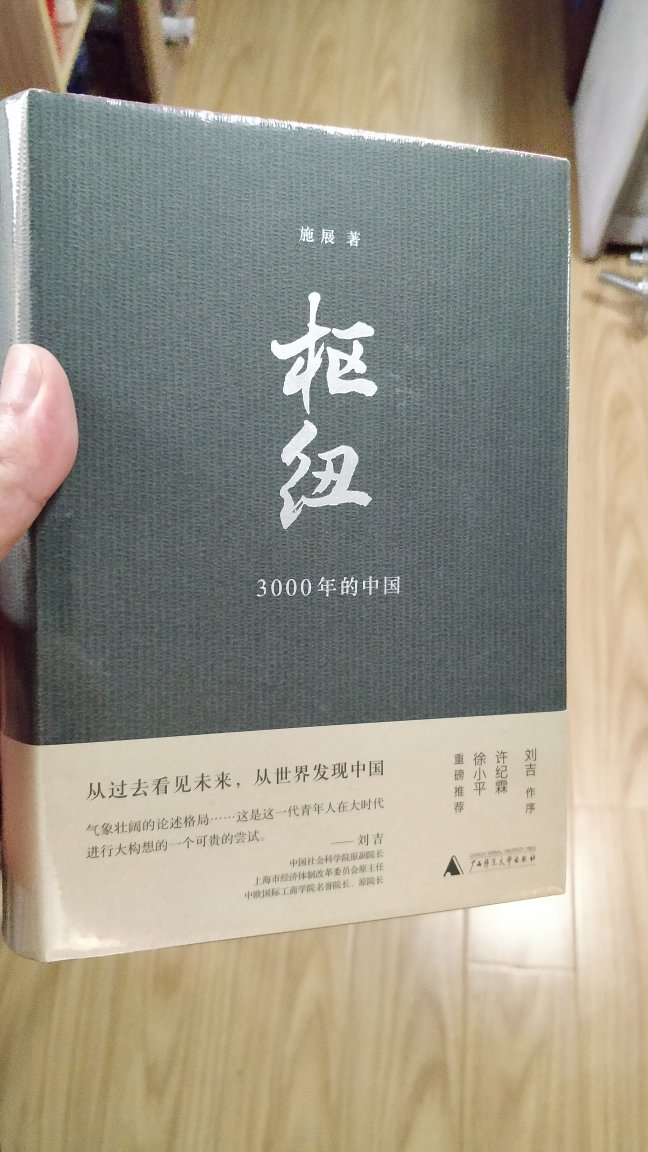 施展 著
枢纽
3000年的中国
从过去看见未来，从世界发现中国
气象壮阔的论述格局……这是这一代青年人在大时代
进行大构想的一个可贵的尝试。
——刘吉
中国社会科学院原副院长
上海市经济体制改革委员会原主任
中欧国际工商学院名誉院长、原院长
刘吉 作序
许纪霖
徐小平
重磅推荐
广西师范大学出版社